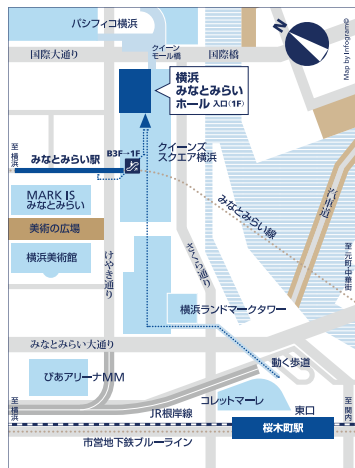 パシフィコ横浜
N
Map by Infogram©
国際大通り
クイーン
モール橋
国際橋
横浜
みなとみらい
ホール 入口(1F)
至横浜
みなとみらい駅
B3F→1F
クイーンズ
スクエア横浜
MARK IS
みなとみらい
みなとみらい線
汽車道
美術の広場
横浜美術館
けやき通り
さくら通り
至元町・中華街
横浜ランドマークタワー
みなとみらい大通り
動く歩道
ぴあアリーナMM
コレットマーレ
東口
至横浜
JR根岸線
桜木町駅
至関内
市営地下鉄ブルーライン